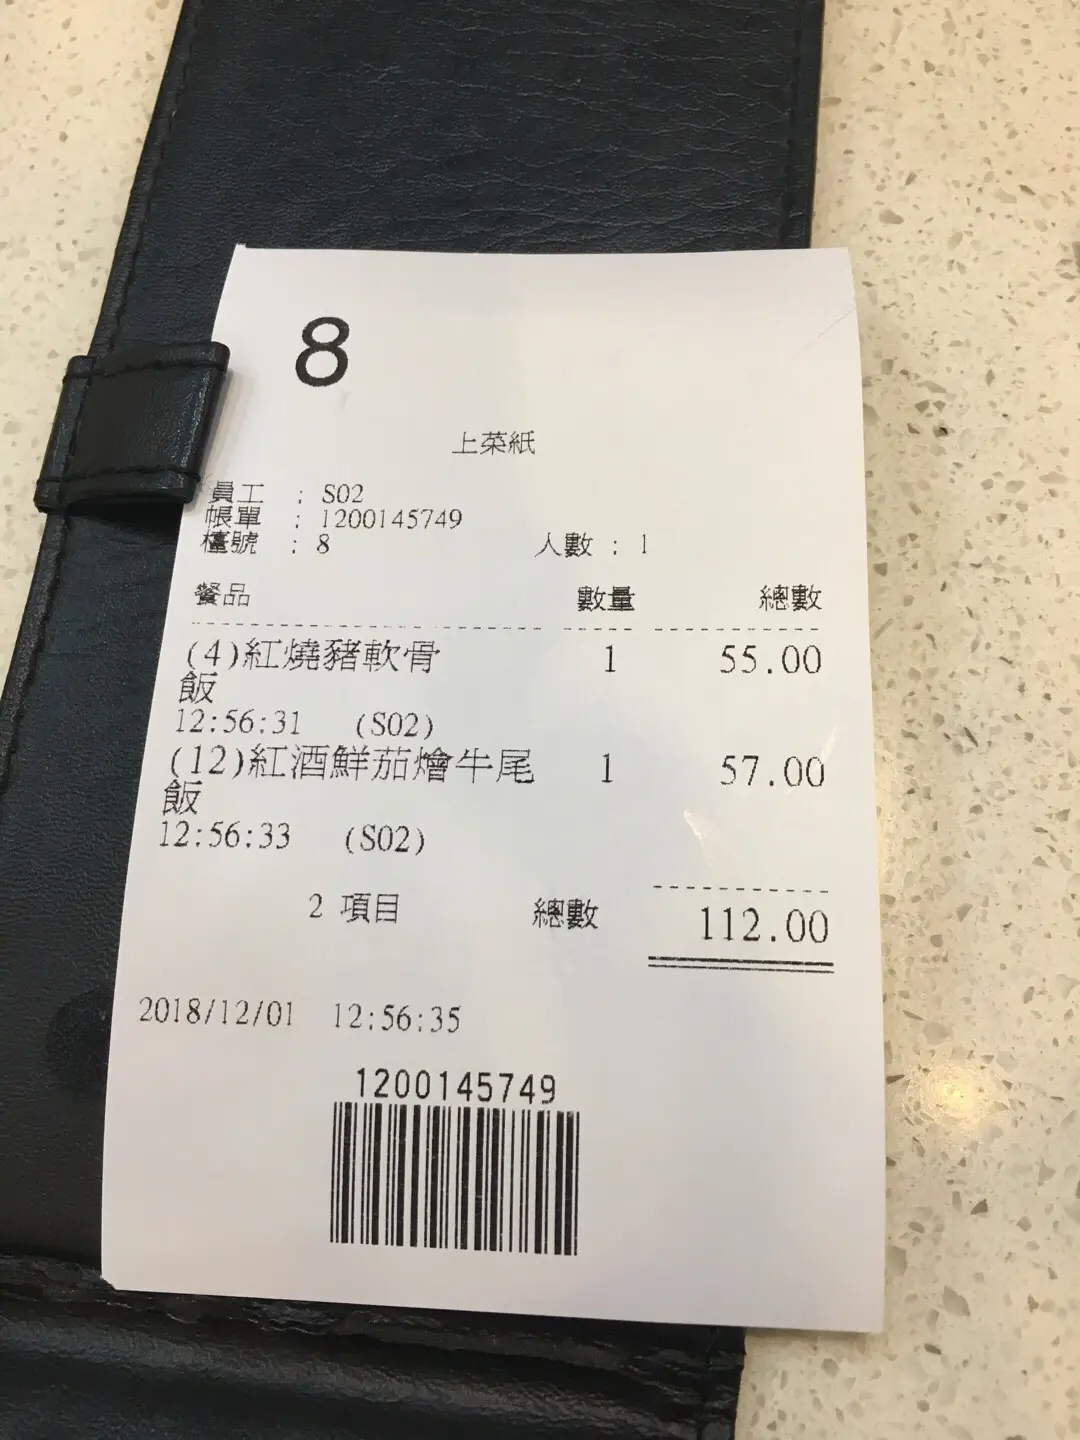 8
上菜紙
員工 : S02
帳單 : 1200145749
檯號 : 8 人數 : 1
餐品 數量 總數
(4)紅燒豬軟骨 1 55.00
飯
12:56:31 (S02)
(12)紅酒鮮茄燴牛尾 1 57.00
飯
12:56:33 (S02)
2 項目 總數 112.00
2018/12/01 12:56:35
1200145749